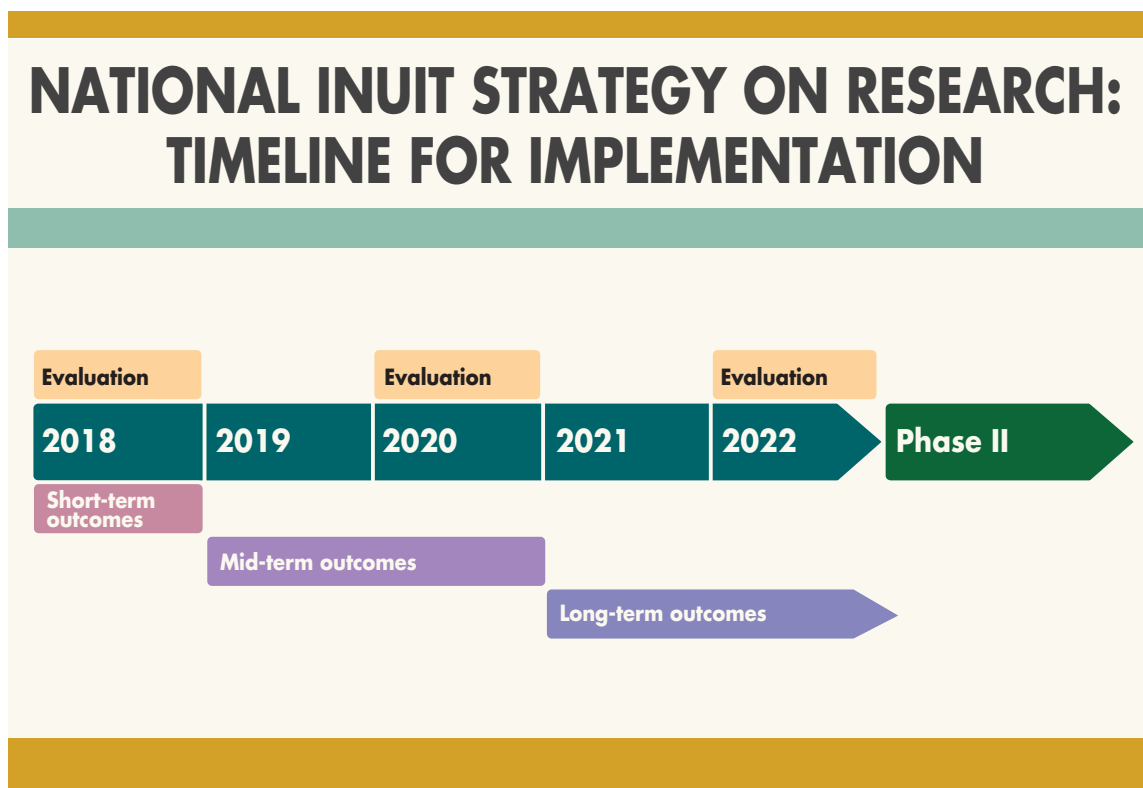 NATIONAL INUIT STRATEGY ON RESEARCH:
TIMELINE FOR IMPLEMENTATION
Evaluation
Evaluation
Evaluation
2018
2019
2020
2021
2022
Phase II
Short-term
outcomes
Mid-term outcomes
Long-term outcomes